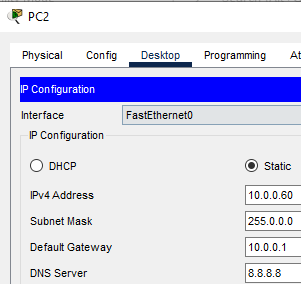 PC2
Physical Config Desktop Programming At
IP Configuration
Interface FastEthernet0
IP Configuration
DHCP Static
IPv4 Address 10.0.0.60
Subnet Mask 255.0.0.0
Default Gateway 10.0.0.1
DNS Server 8.8.8.8